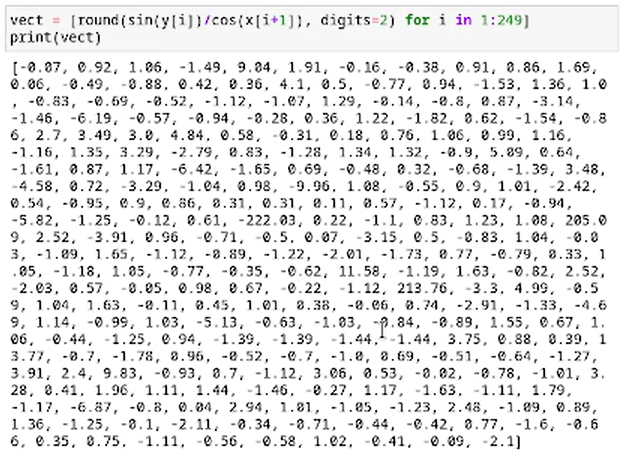 vect = [round(sin(y[i])/cos(x[i+1]), digits=2) for i in 1:249]
print(vect)
[-0.07, 0.92, 1.06, -1.49, 9.04, 1.91, -0.16, -0.38, 0.91, 0.86, 1.69,
0.06, -0.49, -0.88, 0.42, 0.36, 4.1, 0.5, -0.77, 0.94, -1.53, 1.36, 1.0
, -0.83, -0.69, -0.52, -1.12, -1.07, 1.29, -0.14, -0.8, 0.87, -3.14,
-1.46, -6.19, -0.57, -0.94, -0.28, 0.36, 1.22, -1.82, 0.62, -1.54, -0.8
6, 2.7, 3.49, 3.0, 4.84, 0.58, -0.31, 0.18, 0.76, 1.06, 0.99, 1.16,
-1.16, 1.35, 3.29, -2.79, 0.83, -1.28, 1.34, 1.32, -0.9, 5.09, 0.64,
-1.61, 0.87, 1.17, -6.42, -1.65, 0.69, -0.48, 0.32, -0.68, -1.39, 3.48,
-4.58, 0.72, -3.29, -1.04, 0.98, -9.96, 1.08, -0.55, 0.9, 1.01, -2.42,
0.54, -0.95, 0.9, 0.86, 0.31, 0.31, 0.11, 0.57, -1.12, 0.17, -0.94,
-5.82, -1.25, -0.12, 0.61, -222.03, 0.22, -1.1, 0.83, 1.23, 1.08, 205.0
9, 2.52, -3.91, 0.96, -0.71, -0.5, 0.07, -3.15, 0.5, -0.83, 1.04, -0.0
3, -1.09, 1.65, -1.12, -0.89, -1.22, -2.01, -1.73, 0.77, -0.79, 0.33, 1
.05, -1.18, 1.05, -0.77, -0.35, -0.62, 11.58, -1.19, 1.63, -0.82, 2.52,
-2.03, 0.57, -0.05, 0.98, 0.67, -0.22, -1.12, 213.76, -3.3, 4.99, -0.5
9, 1.04, 1.63, -0.11, 0.45, 1.01, 0.38, -0.06, 0.74, -2.91, -1.33, -4.6
9, 1.14, -0.99, 1.03, -5.13, -0.63, -1.03, -0.84, -0.89, 1.55, 0.67, 1.
06, -0.44, -1.25, 0.94, -1.39, -1.39, -1.44, -1.44, 3.75, 0.88, 0.39, 1
3.77, -0.7, -1.78, 0.96, -0.52, -0.7, -1.0, 0.69, -0.51, -0.64, -1.27,
3.91, 2.4, 9.83, -0.93, 0.7, -1.12, 3.06, 0.53, -0.02, -0.78, -1.01, 3.
28, 0.41, 1.96, 1.11, 1.44, -1.46, -0.27, 1.17, -1.63, -1.11, 1.79,
-1.17, -6.87, -0.8, 0.04, 2.94, 1.01, -1.05, -1.23, 2.48, -1.09, 0.89,
1.36, -1.25, -0.1, -2.11, -0.34, -0.71, -0.44, -0.42, 0.77, -1.6, -0.6
6, 0.35, 0.75, -1.11, -0.56, -0.58, 1.02, -0.41, -0.09, -2.1]